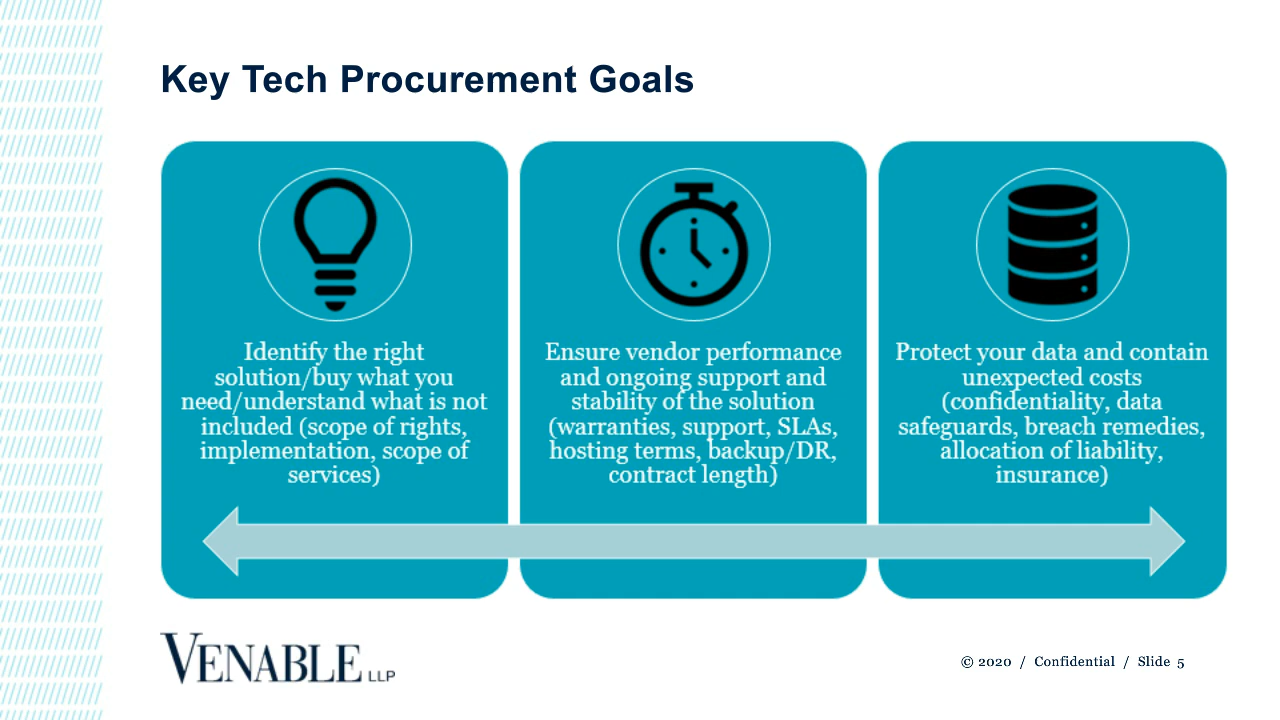 Key Tech Procurement Goals
Identify the right
solution/buy what you
need/understand what is not
included (scope of rights,
implementation, scope of
services)
Ensure vendor performance
and ongoing support and
stability of the solution
(warranties, support, SLAs,
hosting terms, backup/DR,
contract length)
Protect your data and contain
unexpected costs
(confidentiality, data
safeguards, breach remedies,
allocation of liability,
insurance)
VENABLE LLP
© 2020 / Confidential / Slide 5